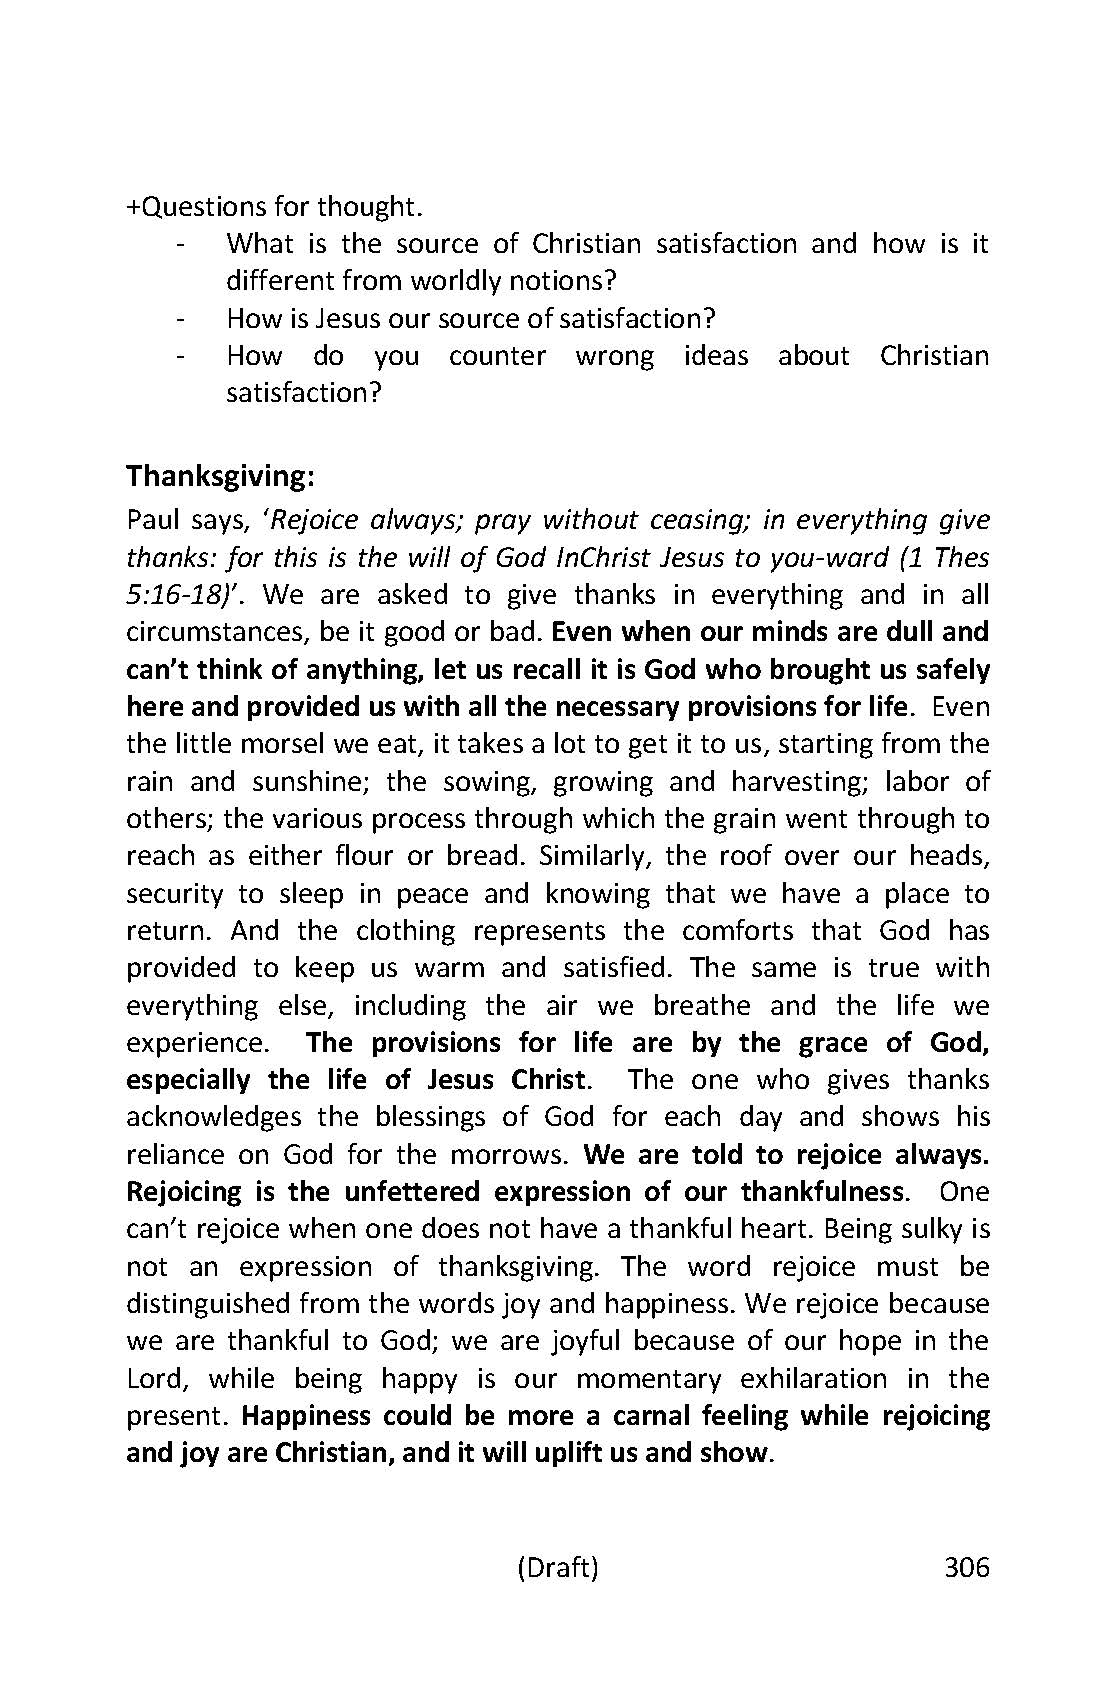 +Questions for thought.
- What is the source of Christian satisfaction and how is it
different from worldly notions?
- How is Jesus our source of satisfaction?
- How do you counter wrong ideas about Christian
satisfaction?
Thanksgiving:
Paul says, ‘Rejoice always; pray without ceasing; in everything give
thanks: for this is the will of God InChrist Jesus to you-ward (1 Thes
5:16-18)’. We are asked to give thanks in everything and in all
circumstances, be it good or bad. Even when our minds are dull and
can’t think of anything, let us recall it is God who brought us safely
here and provided us with all the necessary provisions for life. Even
the little morsel we eat, it takes a lot to get it to us, starting from the
rain and sunshine; the sowing, growing and harvesting; labor of
others; the various process through which the grain went through to
reach as either flour or bread. Similarly, the roof over our heads,
security to sleep in peace and knowing that we have a place to
return. And the clothing represents the comforts that God has
provided to keep us warm and satisfied. The same is true with
everything else, including the air we breathe and the life we
experience. The provisions for life are by the grace of God,
especially the life of Jesus Christ. The one who gives thanks
acknowledges the blessings of God for each day and shows his
reliance on God for the morrows. We are told to rejoice always.
Rejoicing is the unfettered expression of our thankfulness. One
can’t rejoice when one does not have a thankful heart. Being sulky is
not an expression of thanksgiving. The word rejoice must be
distinguished from the words joy and happiness. We rejoice because
we are thankful to God; we are joyful because of our hope in the
Lord, while being happy is our momentary exhilaration in the
present. Happiness could be more a carnal feeling while rejoicing
and joy are Christian, and it will uplift us and show.
(Draft) 306